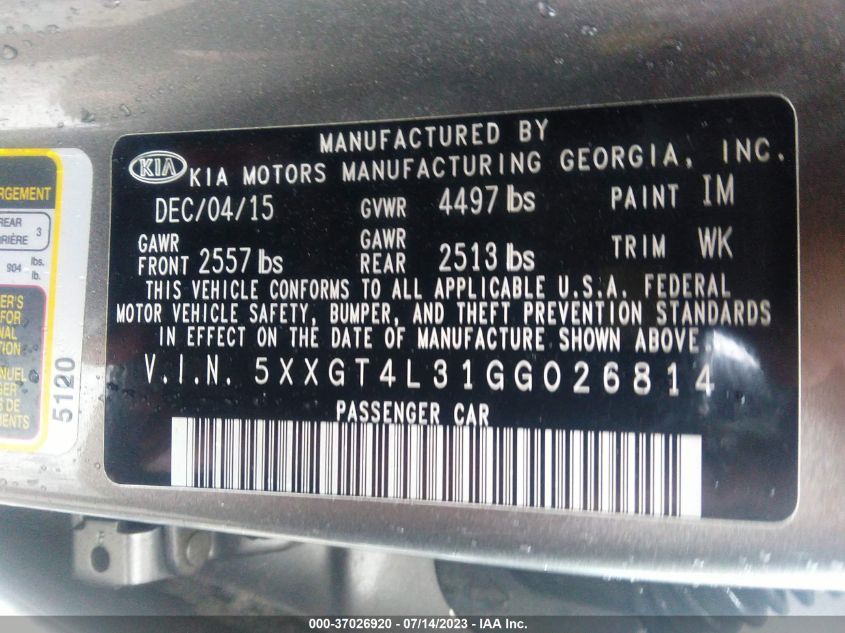 MANUFACTURED BY
KIA KIA MOTORS MANUFACTURING GEORGIA, INC.
DEC/04/15 GVWR 4497 lbs PAINT IM
GAWR FRONT 2557 lbs GAWR REAR 2513 lbs TRIM WK
THIS VEHICLE CONFORMS TO ALL APPLICABLE U.S.A. FEDERAL
MOTOR VEHICLE SAFETY, BUMPER, AND THEFT PREVENTION STANDARDS
IN EFFECT ON THE DATE OF MANUFACTURE SHOWN ABOVE.
V.I.N. 5XXGT4L31GG026814
PASSENGER CAR
REAR
3
904 lbs.
lb.
5120
000-37026920 - 07/14/2023 - IAA Inc.